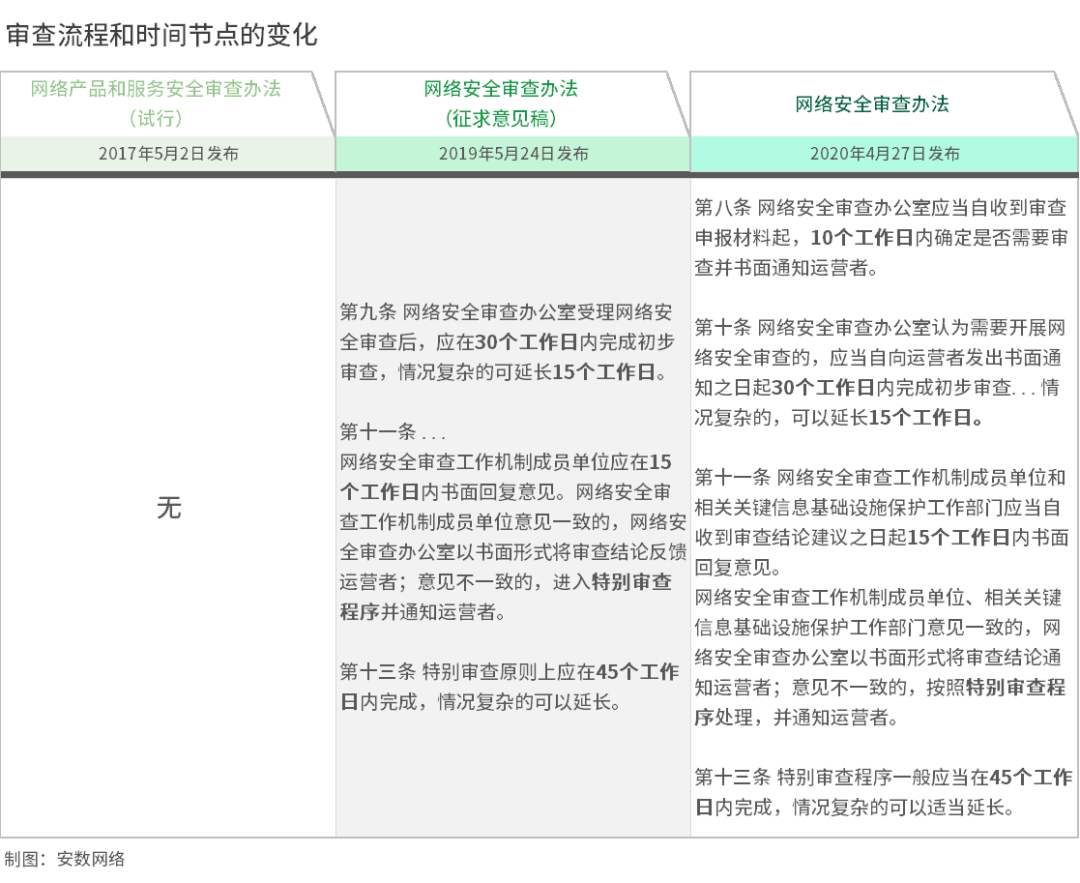 审查流程和时间节点的变化
网络产品和服务安全审查办法
（试行）
2017年5月2日发布
网络安全审查办法
（征求意见稿）
2019年5月24日发布
网络安全审查办法
2020年4月27日发布
无
第九条 网络安全审查办公室受理网络安
全审查后，应在30个工作日内完成初步
审查，情况复杂的可延长15个工作日。
第十一条 ...
网络安全审查工作机制成员单位应在15
个工作日内书面回复意见。网络安全审
查工作机制成员单位意见一致的，网络安
全审查办公室以书面形式将审查结论反馈
运营者；意见不一致的，进入特别审查
程序并通知运营者。
第十三条 特别审查原则上应在45个工作
日内完成，情况复杂的可以延长。
第八条 网络安全审查办公室应当自收到审查
申报材料起，10个工作日内确定是否需要审
查并书面通知运营者。
第十条 网络安全审查办公室认为需要开展网
络安全审查的，应当自向运营者发出书面通
知之日起30个工作日内完成初步审查...情
况复杂的，可以延长15个工作日。
第十一条 网络安全审查工作机制成员单位和
相关关键信息基础设施保护工作部门应当自
收到审查结论建议之日起15个工作日内书面
回复意见。
网络安全审查工作机制成员单位、相关关键
信息基础设施保护工作部门意见一致的，网
络安全审查办公室以书面形式将审查结论通
知运营者；意见不一致的，按照特别审查程
序处理，并通知运营者。
第十三条 特别审查程序一般应当在45个工作
日内完成，情况复杂的可以适当延长。
制图：安数网络